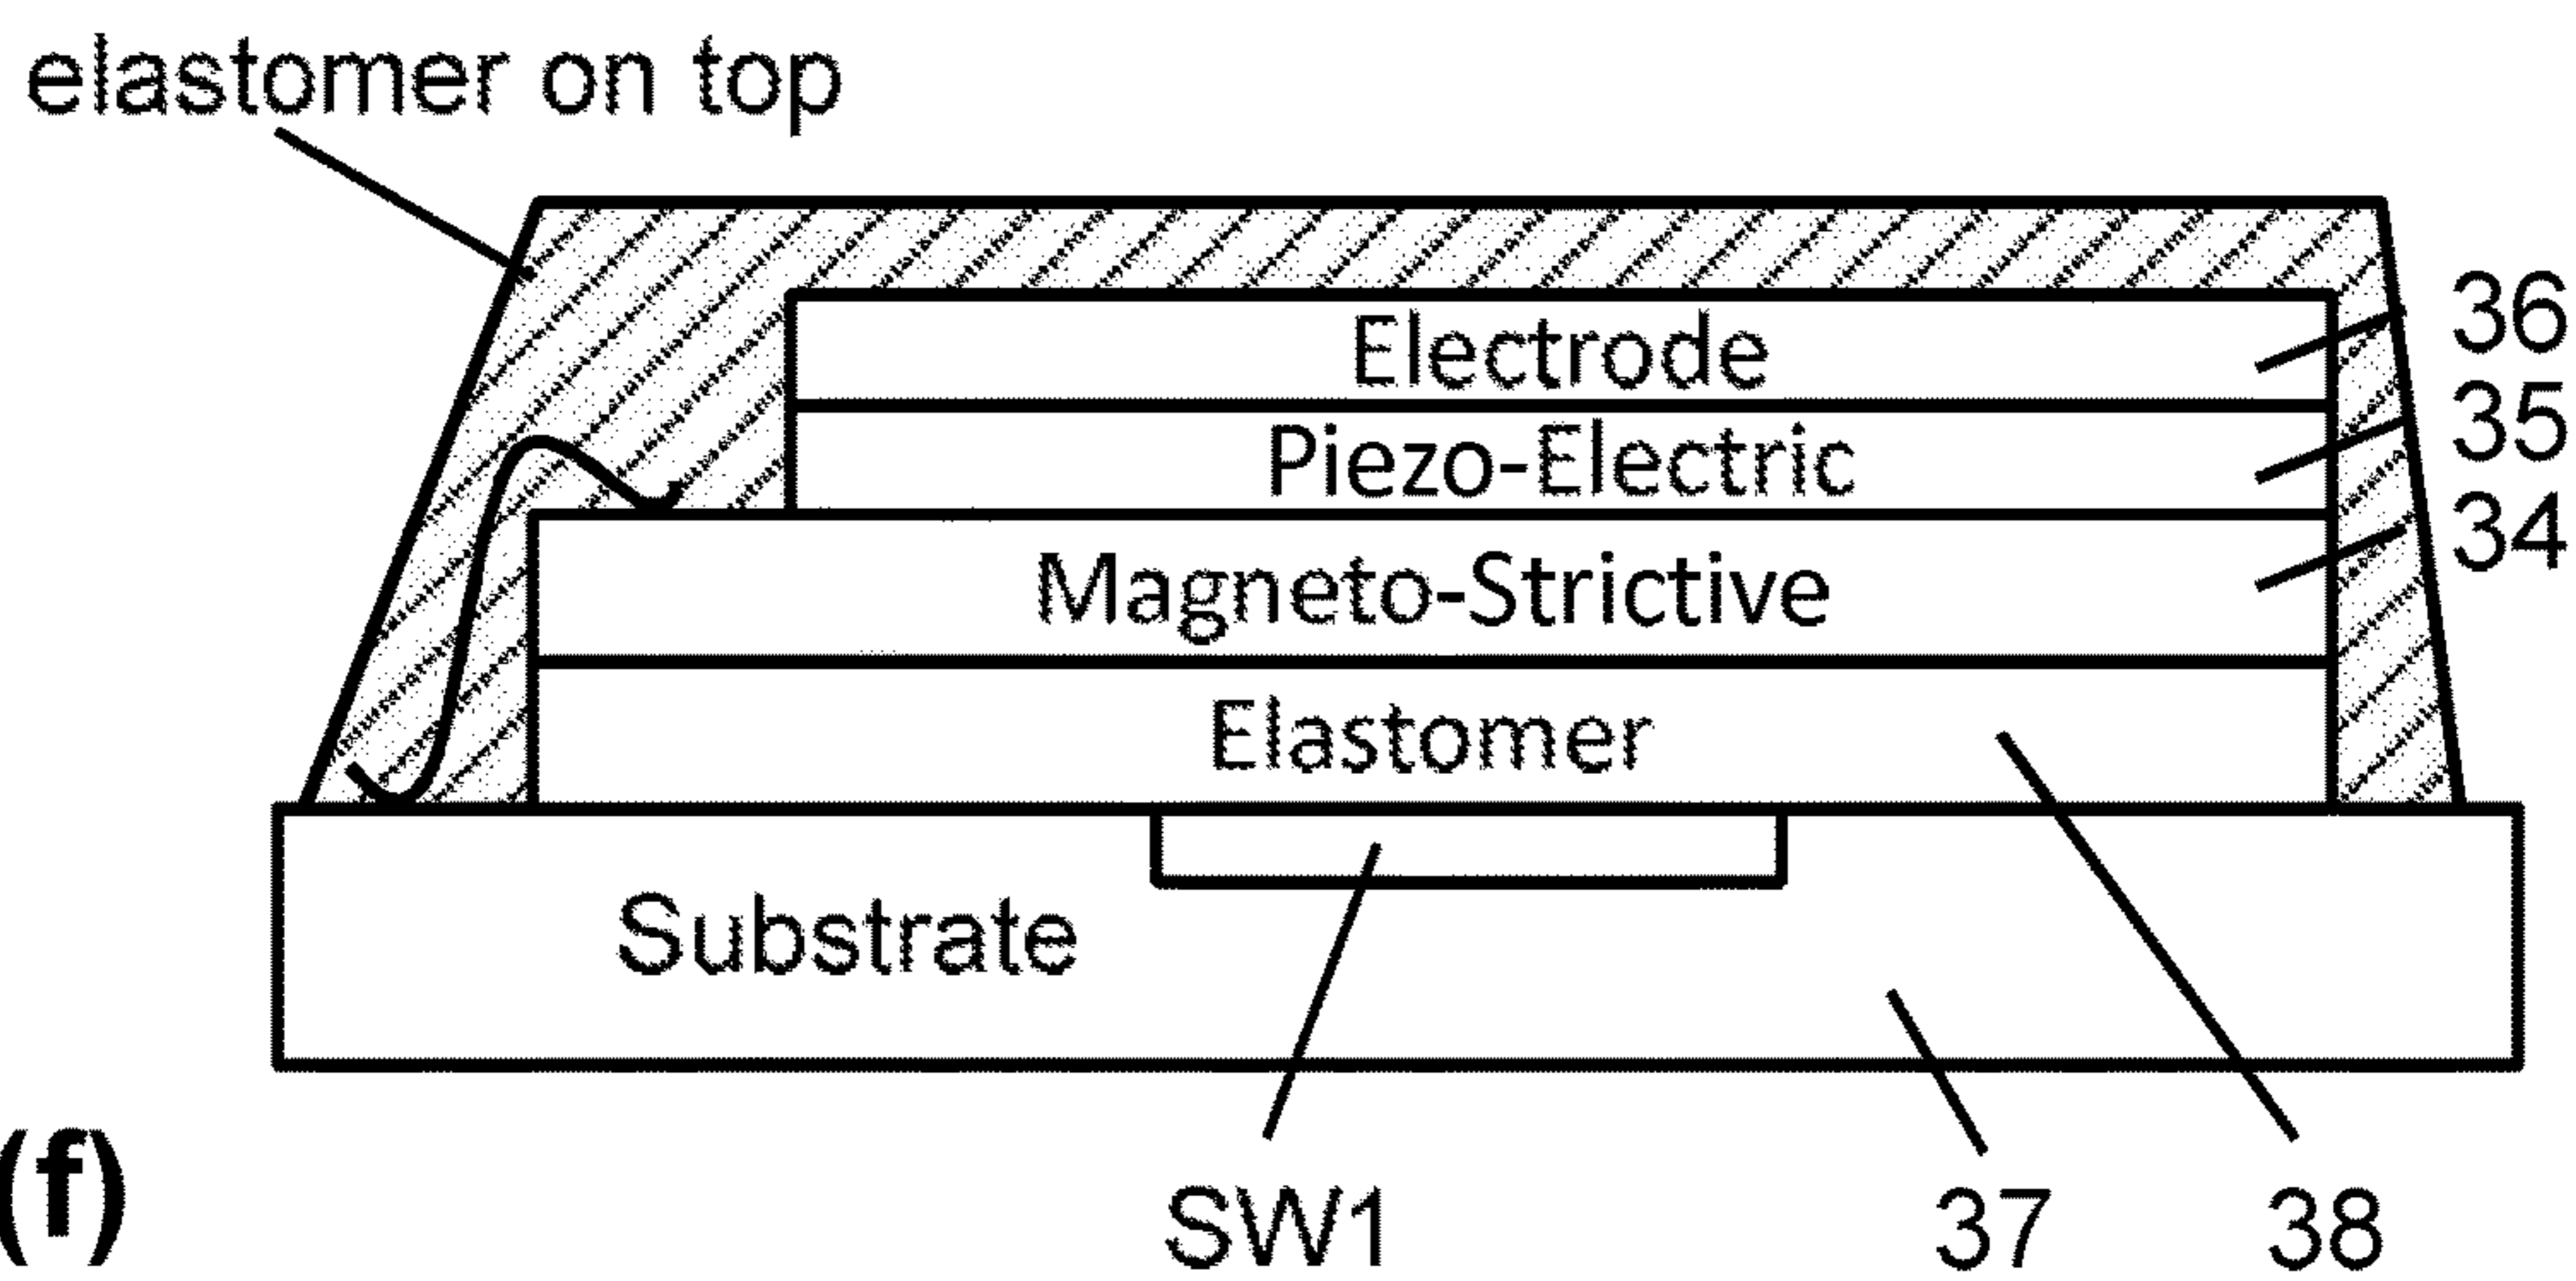 elastomer on top
Electrode
36
Piezo-Electric
35
Magneto-Strictive
34
Elastomer
Substrate
(f)
SW1
37
38